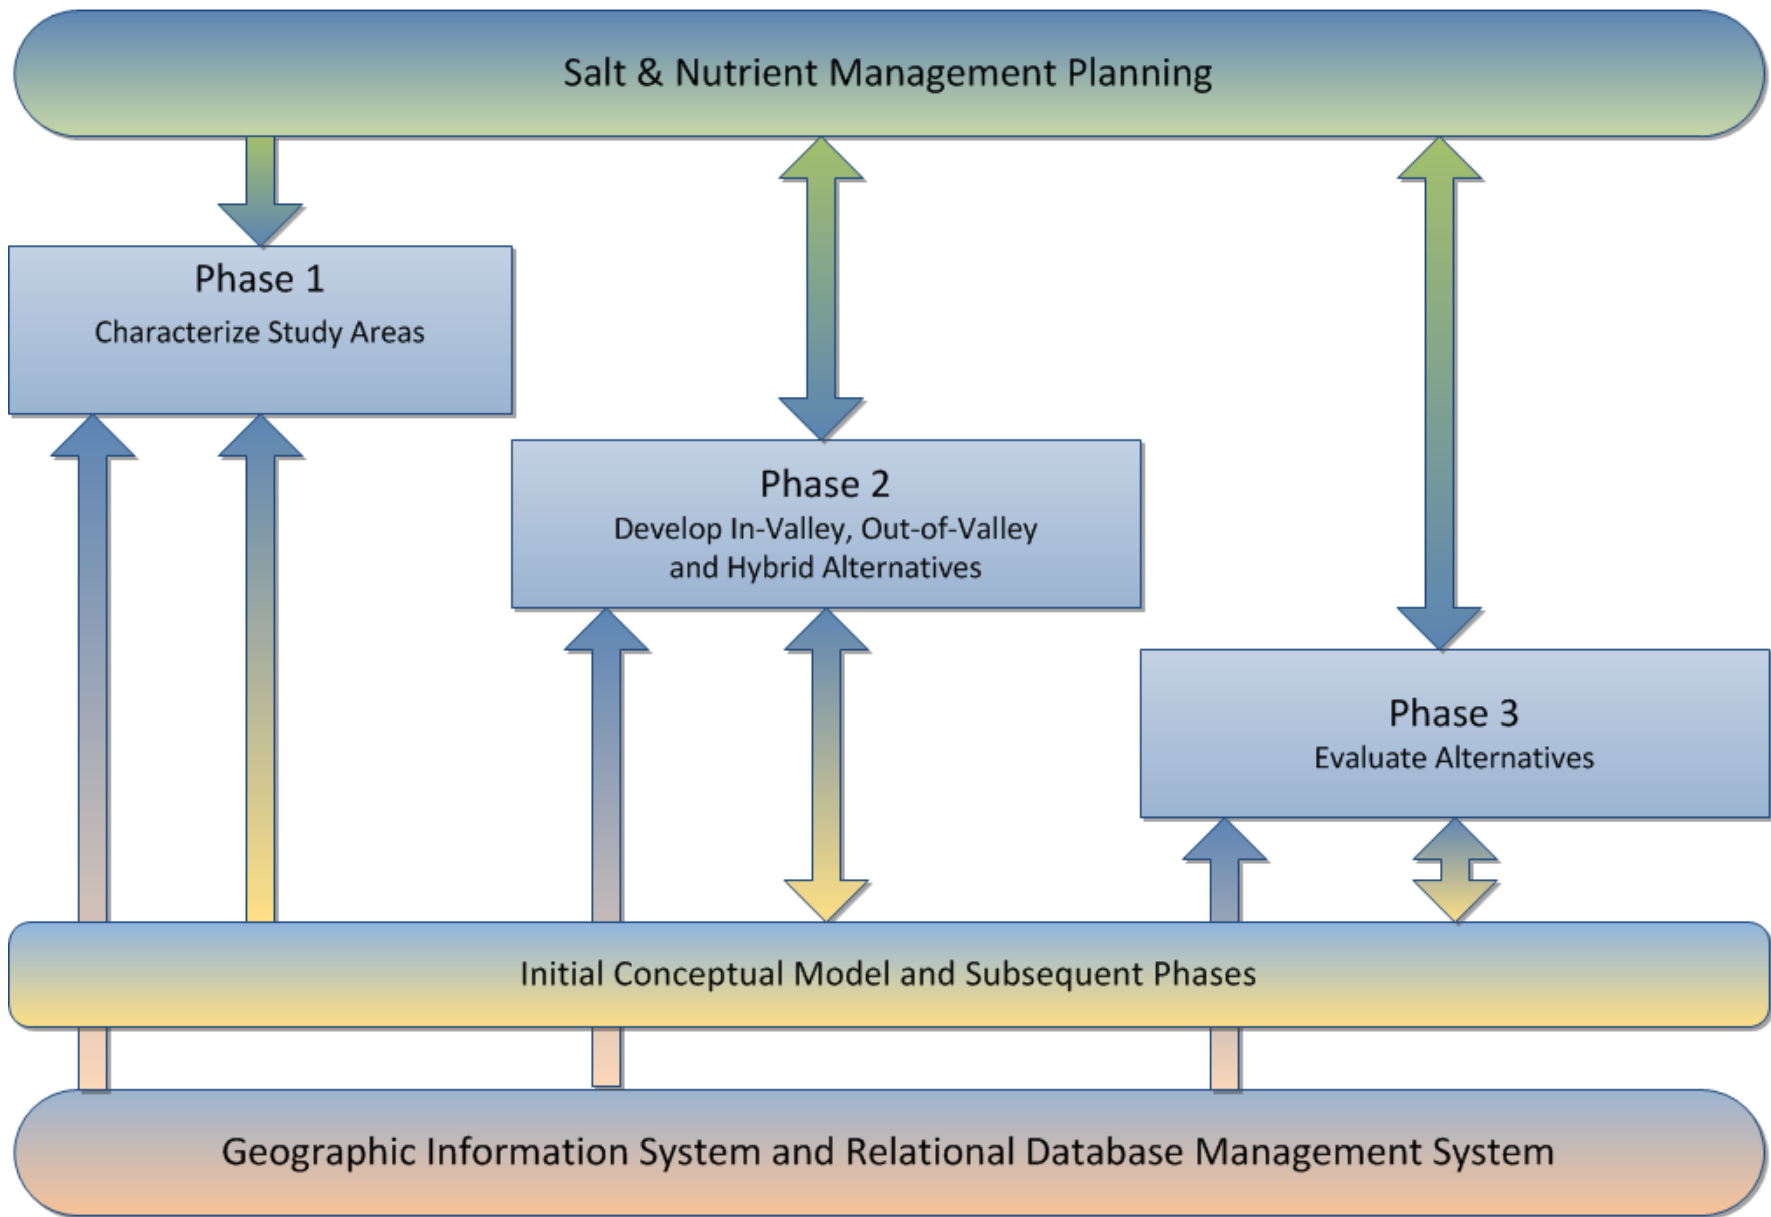 Salt & Nutrient Management Planning
Phase 1
Characterize Study Areas
Phase 2
Develop In-Valley, Out-of-Valley
and Hybrid Alternatives
Phase 3
Evaluate Alternatives
Initial Conceptual Model and Subsequent Phases
Geographic Information System and Relational Database Management System